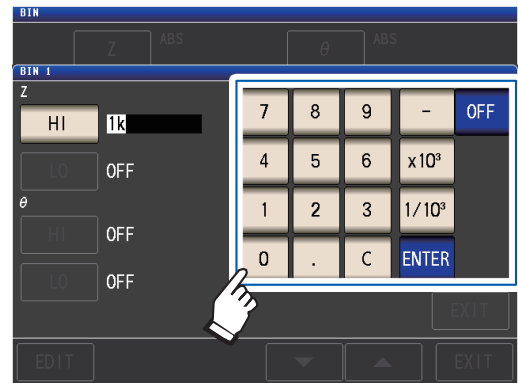 BIN
Z ABS θ ABS
BIN 1
Z
HI 1k
LO OFF
θ
HI OFF
LO OFF
7 8 9 - OFF
4 5 6 x10³
1 2 3 1/10³
0 . C ENTER
EXIT
EDIT ▼ ▲ EXIT